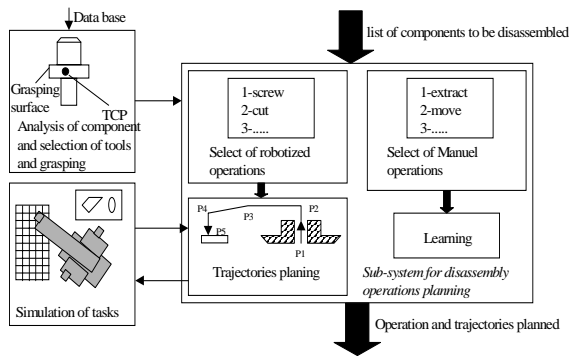 Data base
list of components to be disassembled
Grasping
surface
TCP
Analysis of component
and selection of tools
and grasping
1-screw
2-cut
3-.....
Select of robotized
operations
1-extract
2-move
3-.....
Select of Manuel
operations
P4
P3
P2
P5
P1
Trajectories planing
Learning
Sub-system for disassembly
operations planning
Simulation of tasks
Operation and trajectories planned